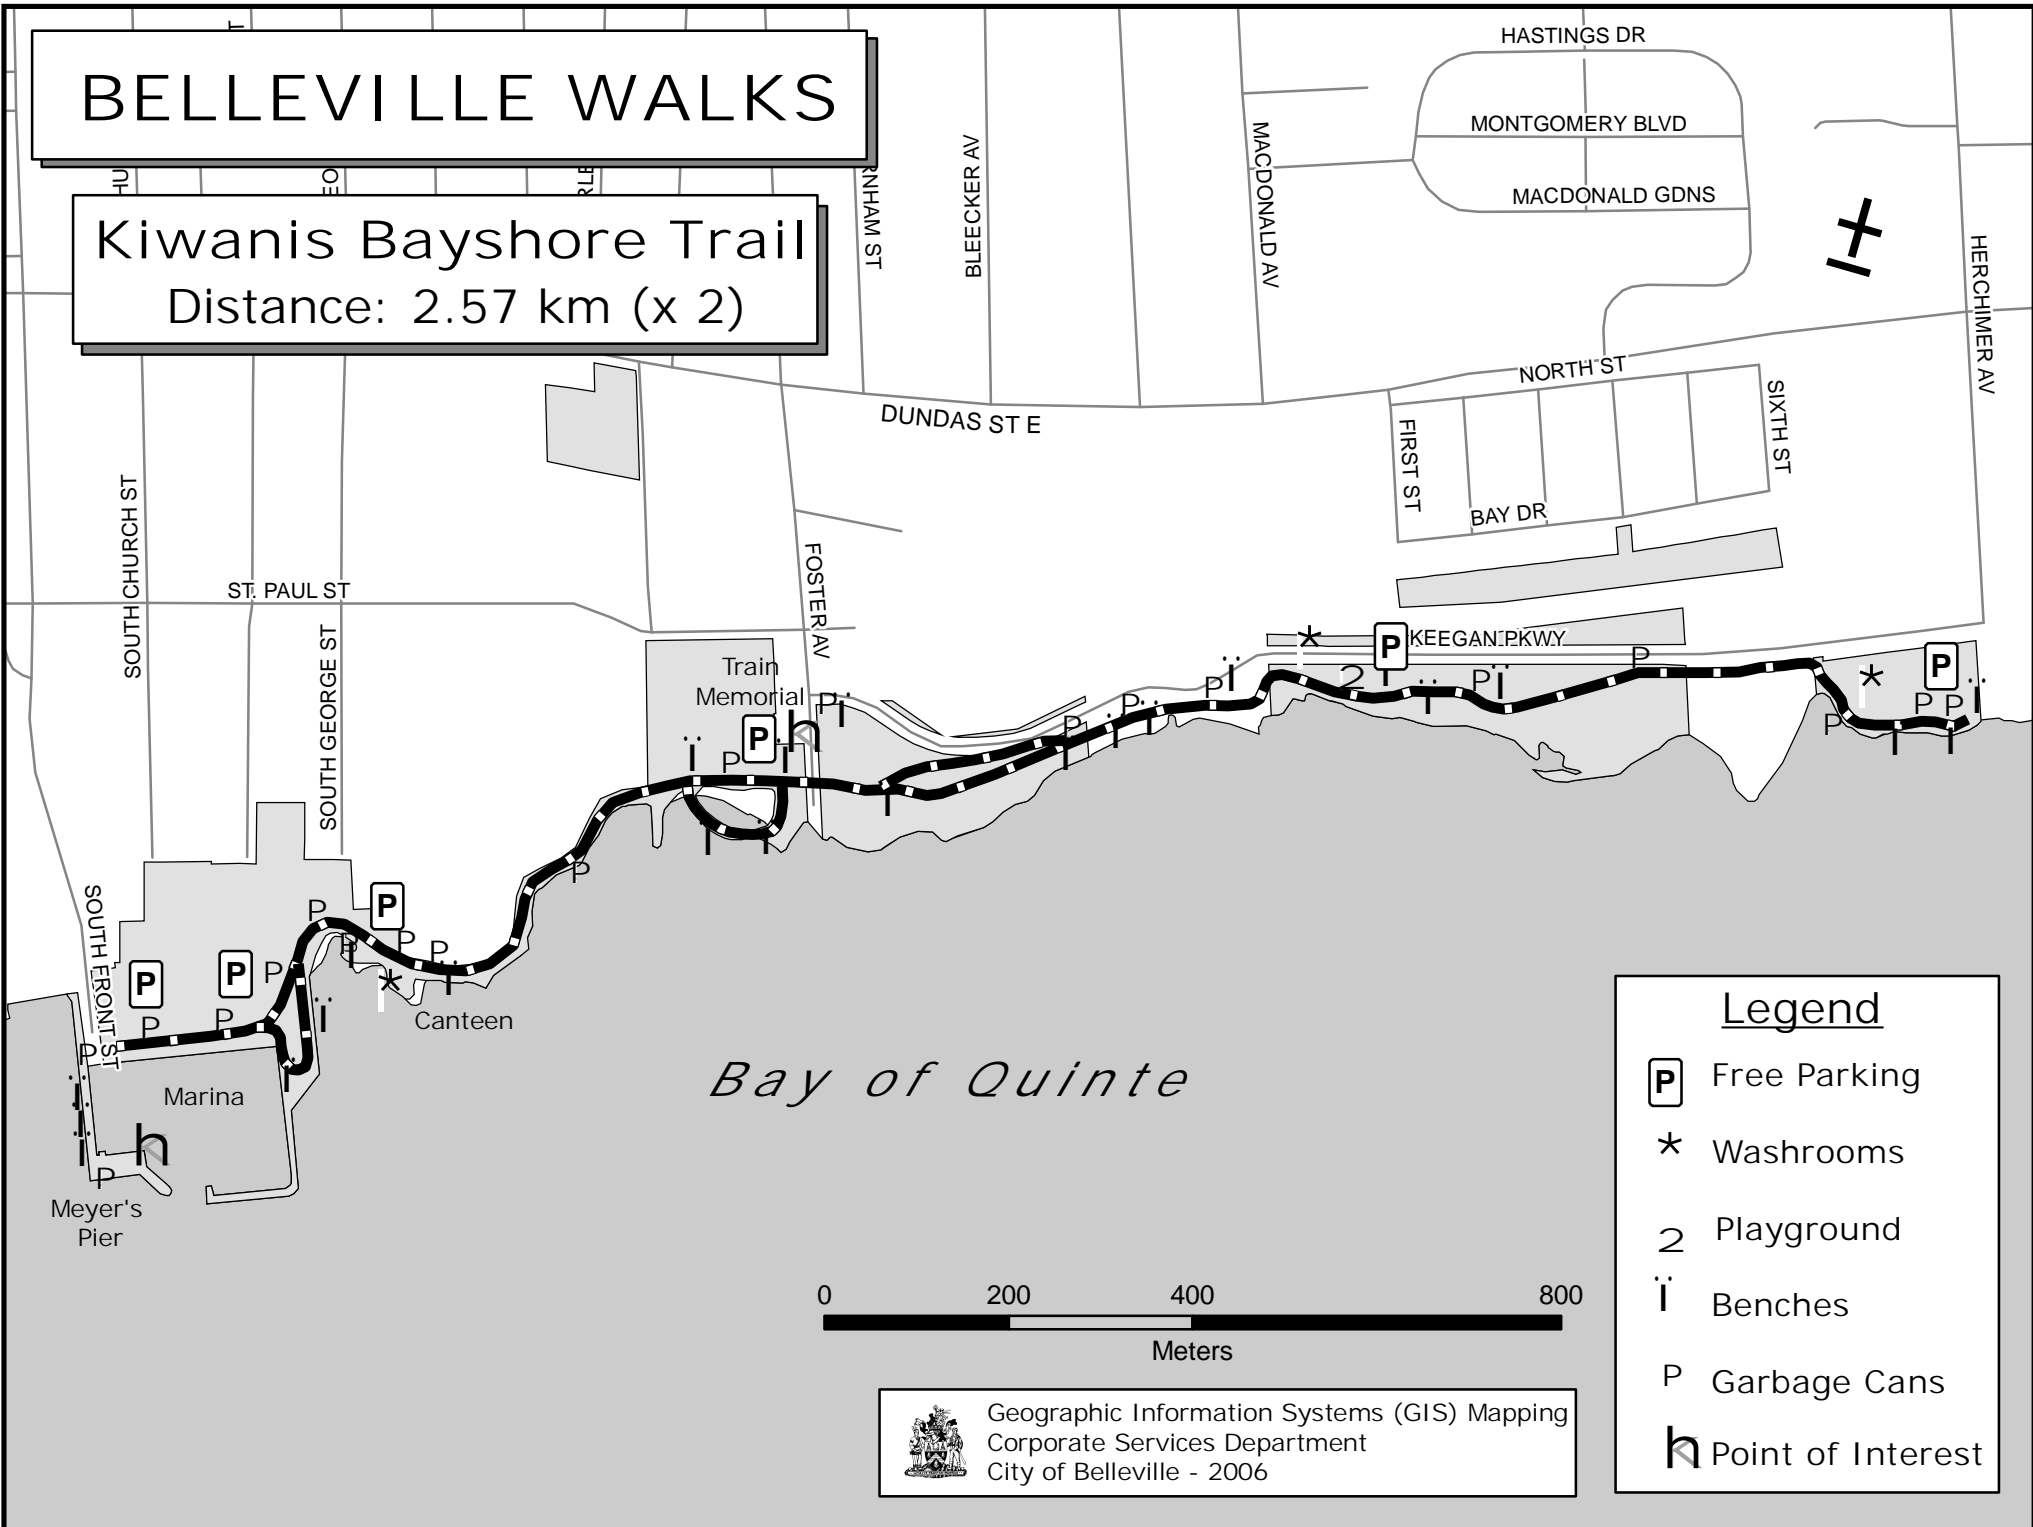 BELLEVILLE WALKS
Kiwanis Bayshore Trail
Distance: 2.57 km (x 2)
HASTINGS DR
MONTGOMERY BLVD
MACDONALD GDNS
BLEECKER AV
MACDONALD AV
HERCHIMER AV
NORTH ST
DUNDAS ST E
FIRST ST
SIXTH ST
BAY DR
SOUTH CHURCH ST
ST. PAUL ST
SOUTH GEORGE ST
FOSTER AV
KEEGAN PKWY
Train
Memorial
SOUTH FRONT ST
Canteen
Marina
Meyer's
Pier
Bay of Quinte
0 200 400 800
Meters
Legend
P Free Parking
* Washrooms
2 Playground
ï Benches
P Garbage Cans
h Point of Interest
Geographic Information Systems (GIS) Mapping
Corporate Services Department
City of Belleville - 2006